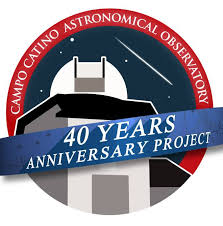 CAMPO CATINO ASTRONOMICAL OBSERVATORY
40 YEARS
ANNIVERSARY PROJECT